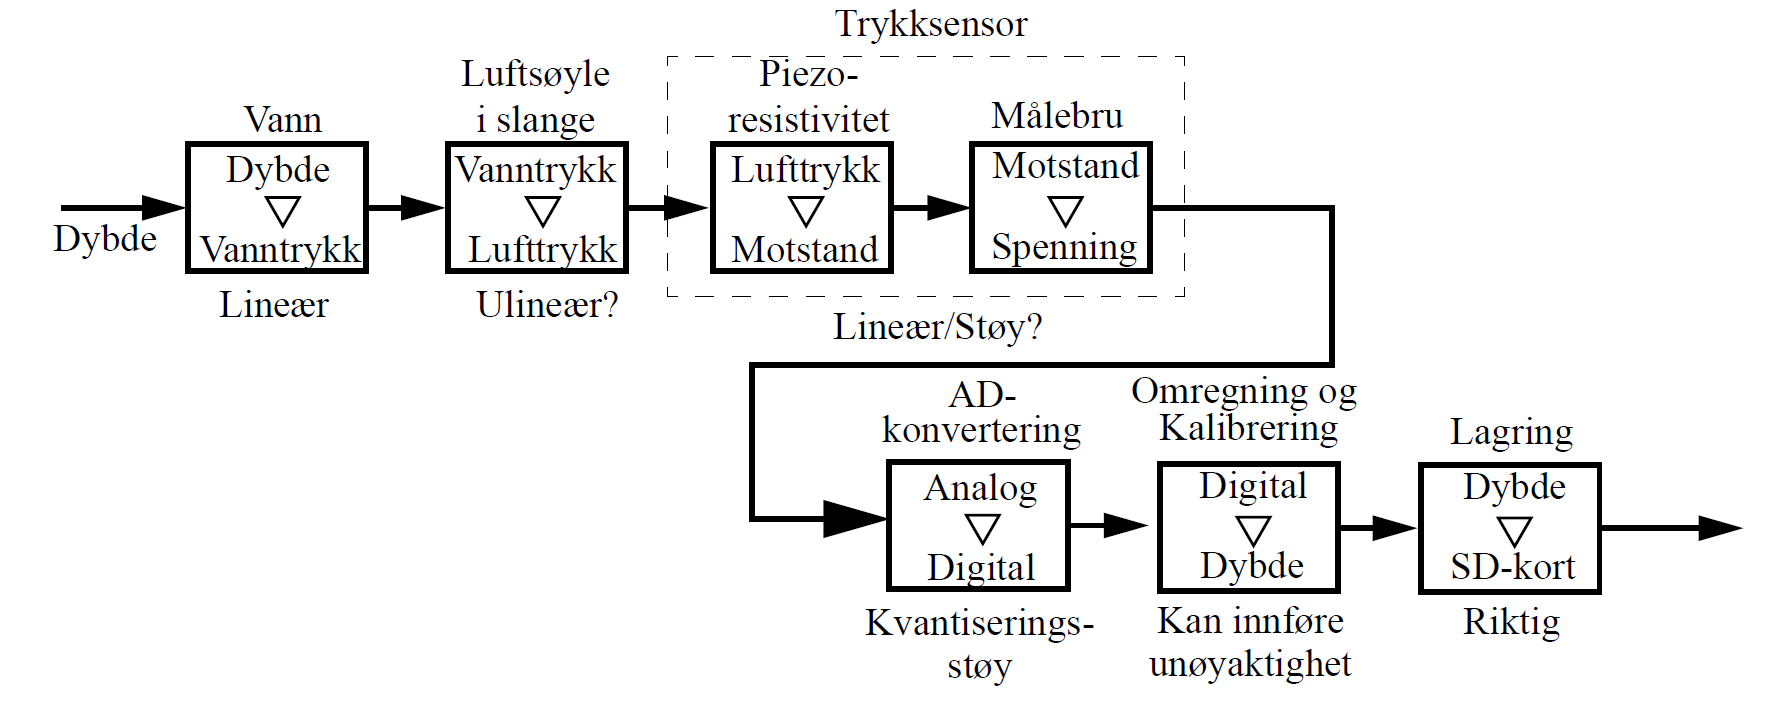 Trykksensor
Dybde
Vann
Dybde
Vanntrykk
Lineær
Luftsøyle
i slange
Vanntrykk
Lufttrykk
Ulineær?
Piezo-
resistivitet
Lufttrykk
Motstand
Målebru
Motstand
Spenning
Lineær/Støy?
AD-
konvertering
Analog
Digital
Kvantiserings-
støy
Omregning og
Kalibrering
Digital
Dybde
Kan innføre
unøyaktighet
Lagring
Dybde
SD-kort
Riktig